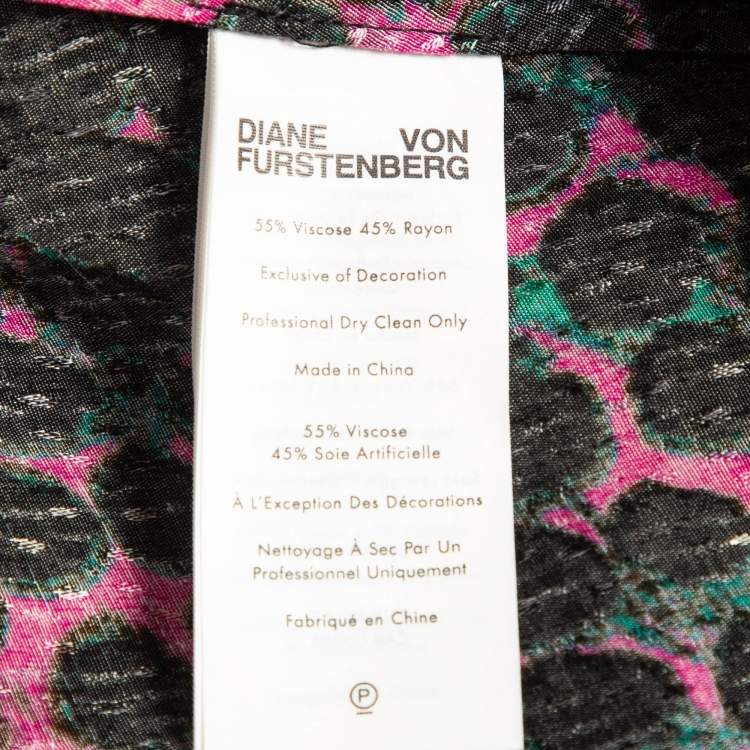 DIANE VON
FURSTENBERG
55% Viscose 45% Rayon
Exclusive of Decoration
Professional Dry Clean Only
Made in China
55% Viscose
45% Soie Artificielle
À L'Exception Des Décorations
Nettoyage À Sec Par Un
Professionnel Uniquement
Fabriqué en Chine
P